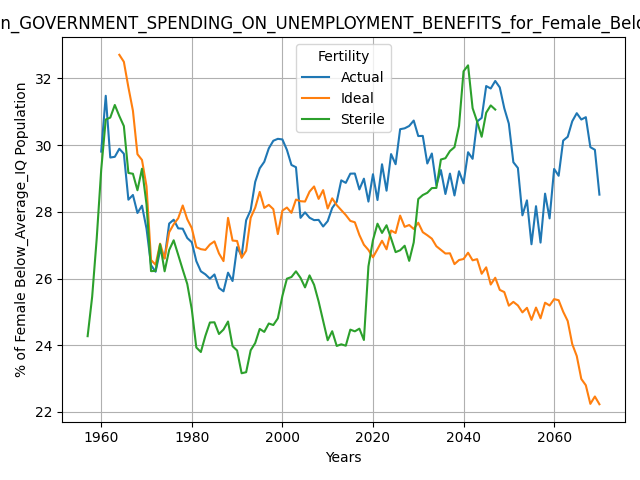 n_GOVERNMENT_SPENDING_ON_UNEMPLOYMENT_BENEFITS_for_Female_Belo
Fertility
Actual
Ideal
Sterile
% of Female Below_Average_IQ Population
32
30
28
26
24
22
1960
1980
2000
2020
2040
2060
Years